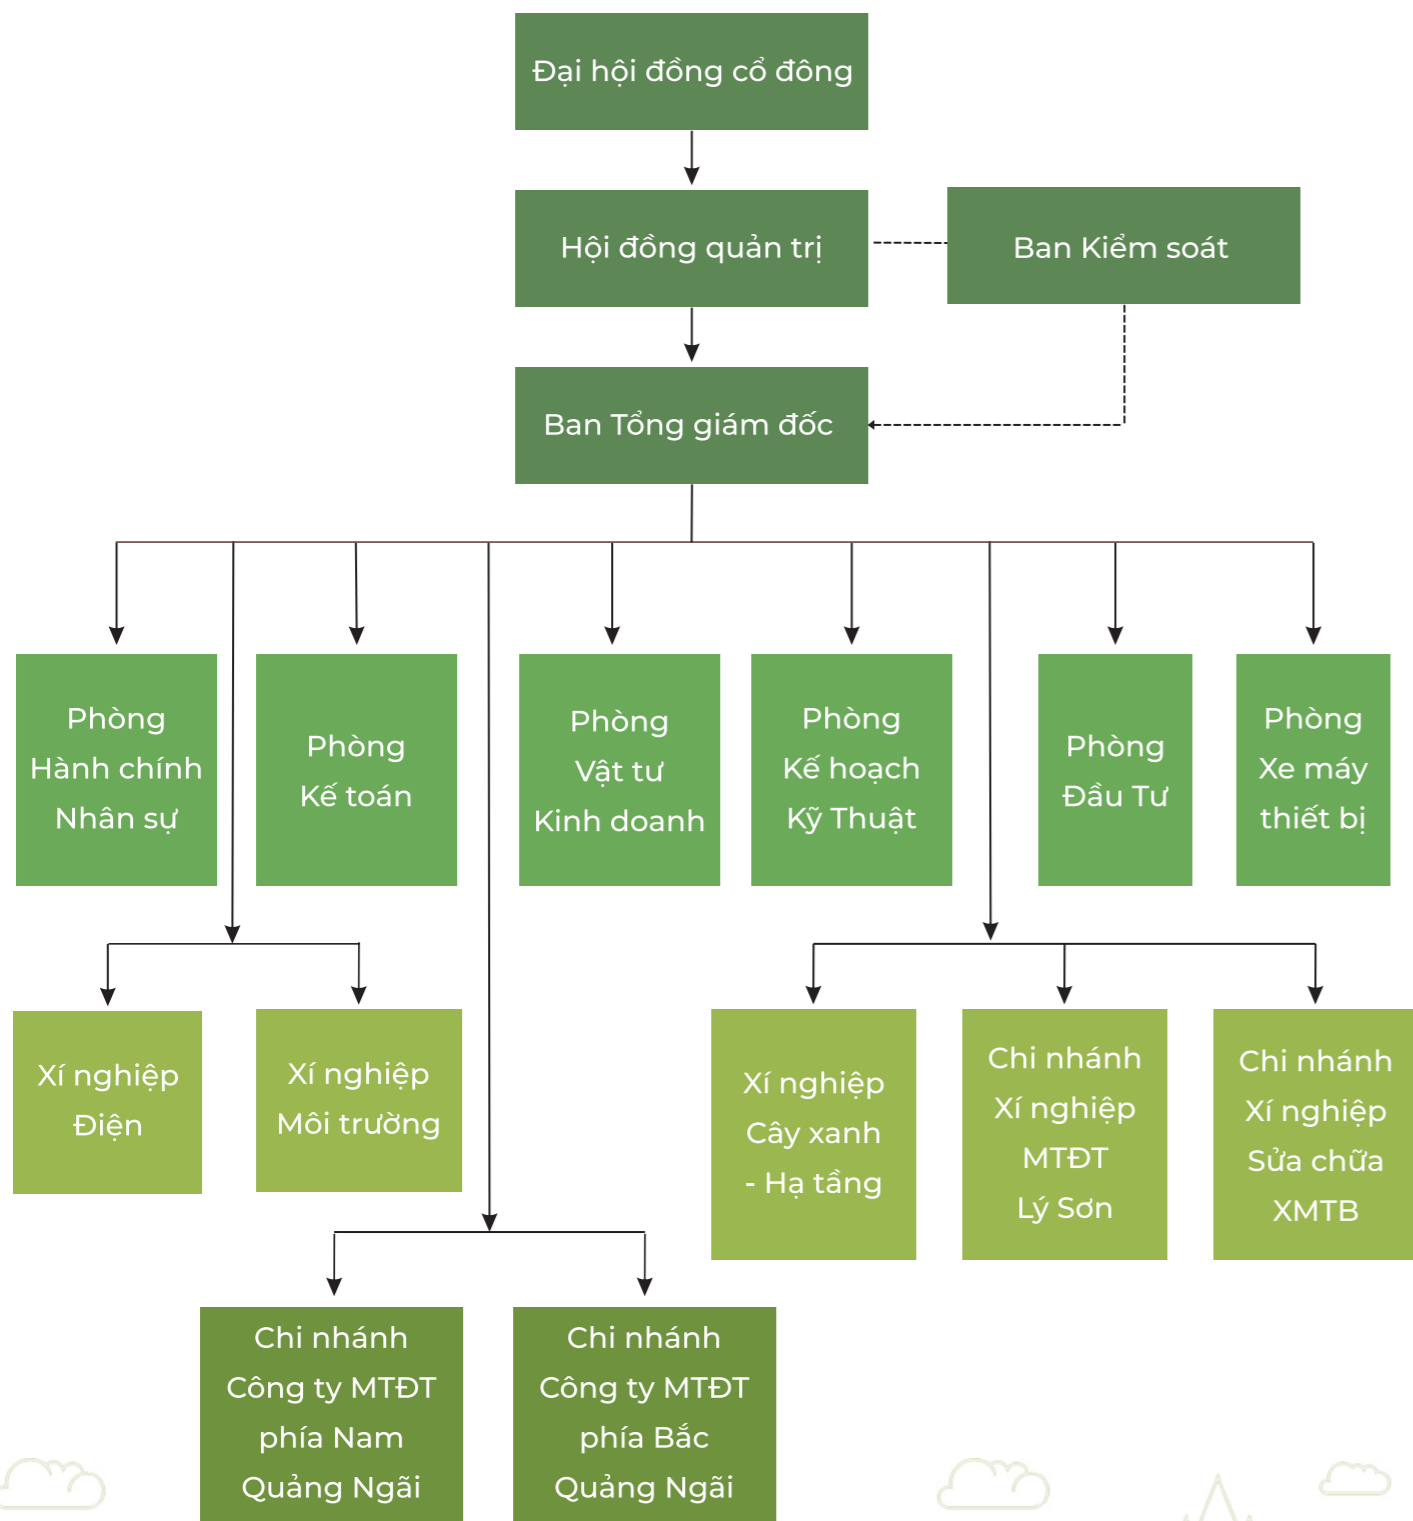 Đại hội đồng cổ đông
Hội đồng quản trị
Ban Kiểm soát
Ban Tổng giám đốc
Phòng
Hành chính
Nhân sự
Phòng
Kế toán
Phòng
Vật tư
Kinh doanh
Phòng
Kế hoạch
Kỹ Thuật
Phòng
Đầu Tư
Phòng
Xe máy
thiết bị
Xí nghiệp
Điện
Xí nghiệp
Môi trường
Xí nghiệp
Cây xanh
- Hạ tầng
Chi nhánh
Xí nghiệp
MTĐT
Lý Sơn
Chi nhánh
Xí nghiệp
Sửa chữa
XMTB
Chi nhánh
Công ty MTĐT
phía Nam
Quảng Ngãi
Chi nhánh
Công ty MTĐT
phía Bắc
Quảng Ngãi